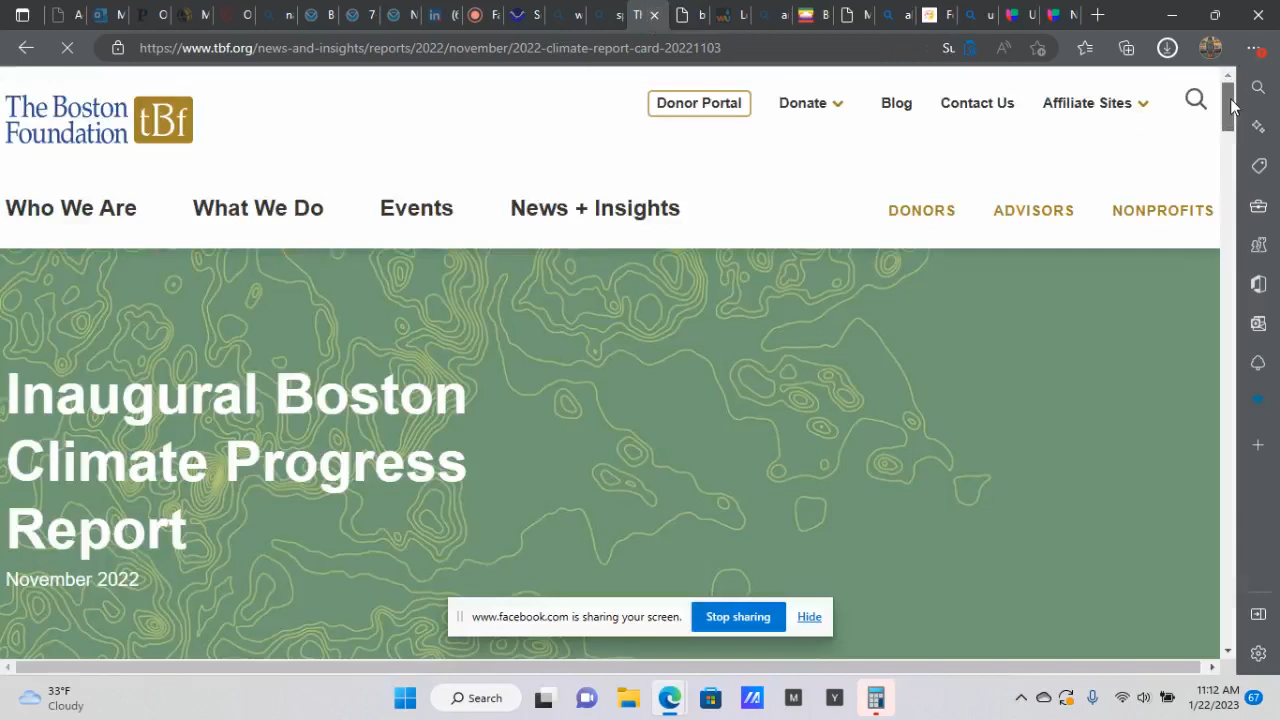 https://www.tbf.org/news-and-insights/reports/2022/november/2022-climate-report-card-20221103
The Boston
Foundation
tBf
Donor Portal
Donate
Blog
Contact Us
Affiliate Sites
Who We Are
What We Do
Events
News + Insights
DONORS
ADVISORS
NONPROFITS
Inaugural Boston
Climate Progress
Report
November 2022
www.facebook.com is sharing your screen.
Stop sharing
Hide
33°F
Cloudy
Search
M
Y
11:12 AM
1/22/2023
67